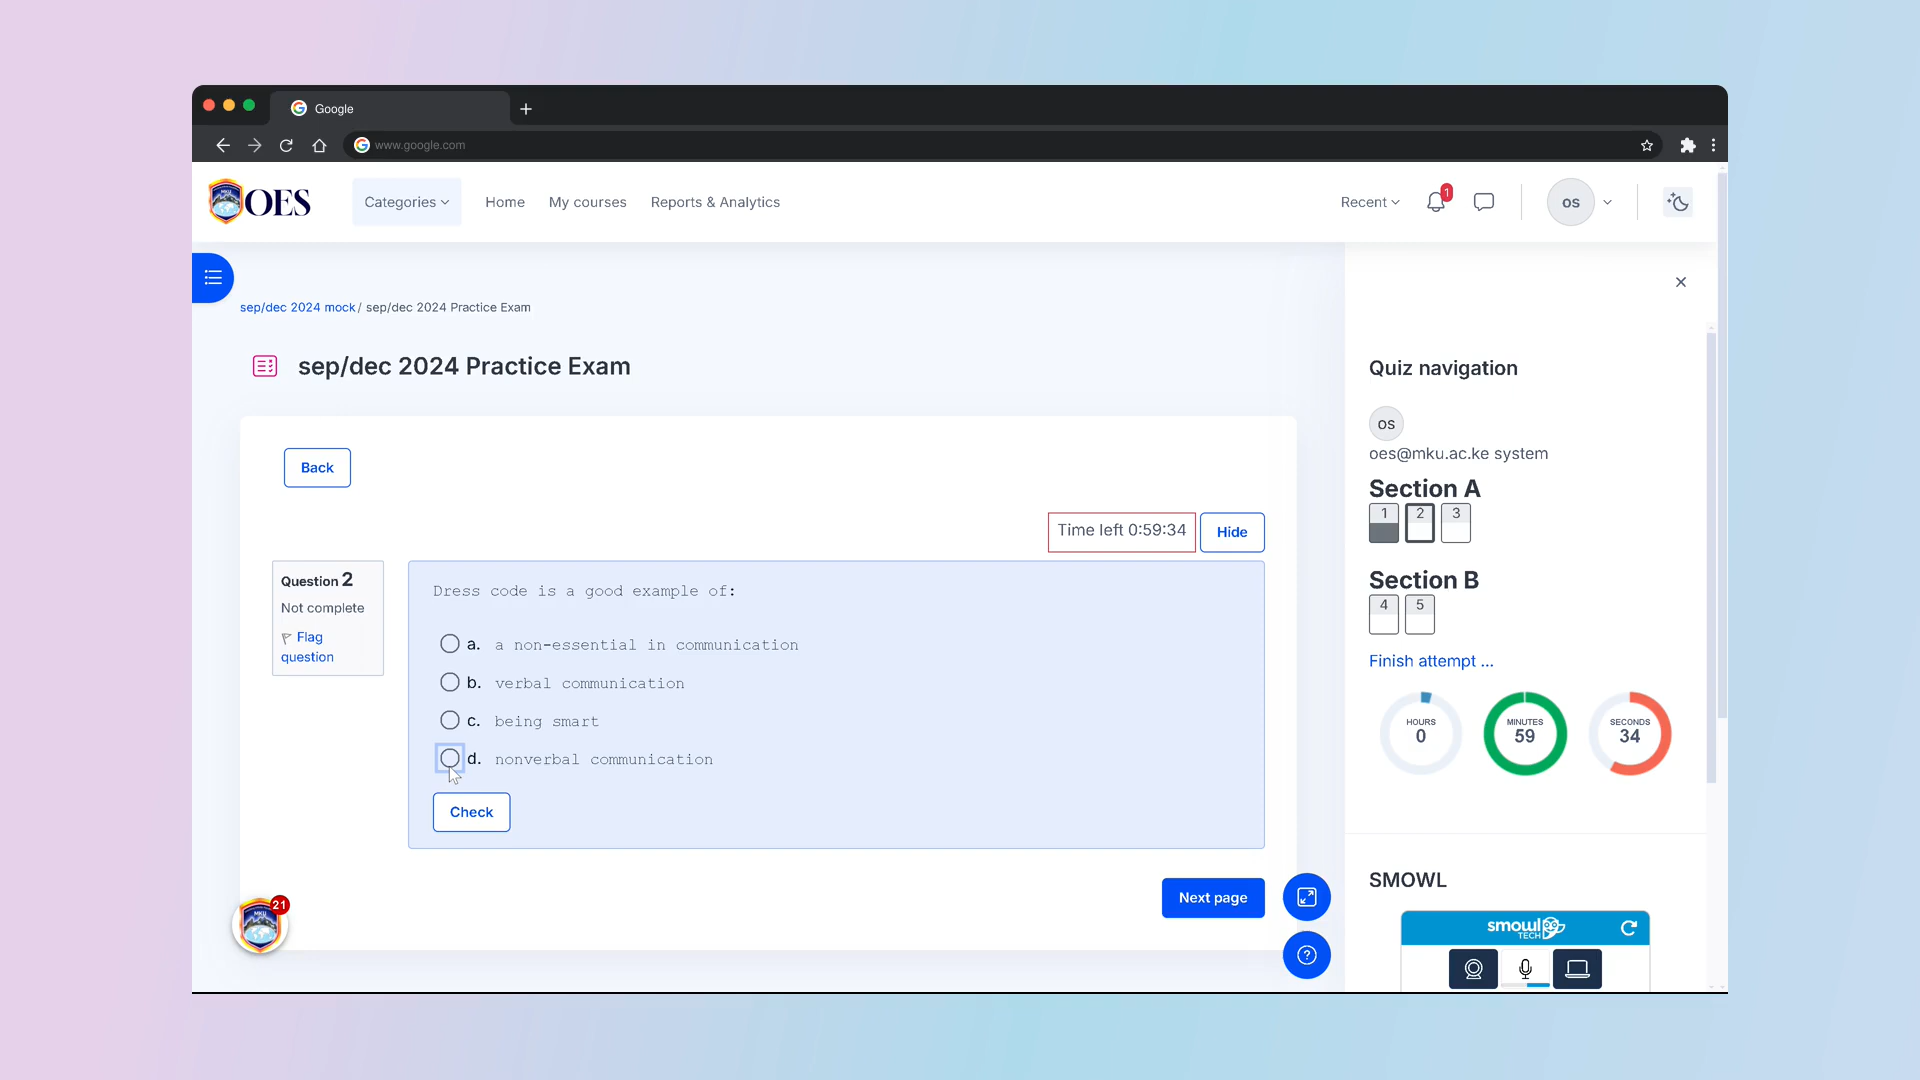 Google
www.google.com
MKU
OES
Categories
Home
My courses
Reports & Analytics
Recent
1
os
sep/dec 2024 mock / sep/dec 2024 Practice Exam
sep/dec 2024 Practice Exam
Back
Time left 0:59:34
Hide
Question 2
Not complete
Flag
question
Dress code is a good example of:
a. a non-essential in communication
b. verbal communication
c. being smart
d. nonverbal communication
Check
Next page
21
MKU
Quiz navigation
os
oes@mku.ac.ke system
Section A
1 2 3
Section B
4 5
Finish attempt ...
HOURS
0
MINUTES
59
SECONDS
34
SMOWL
smowl
TECH